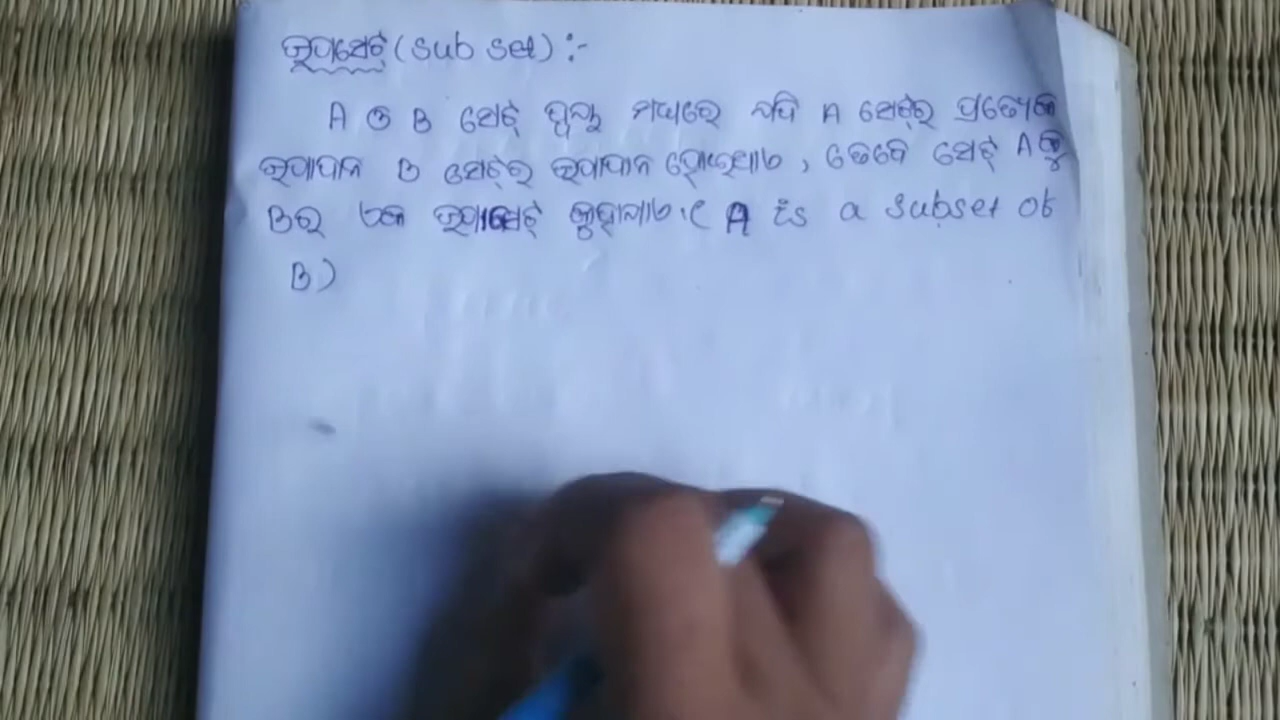 ଉପସେଟ୍ (Sub set) :-
A ଓ B ସେଟ୍ ଦ୍ୱୟ ମଧ୍ୟରେ ଯଦି A ସେଟ୍‌ର ପ୍ରତ୍ୟେକ
ଉପାଦାନ B ସେଟ୍‌ର ଉପାଦାନ ହୋଇଥାଏ , ତେବେ ସେଟ୍ A କୁ
B ର ଏକ ଉପସେଟ୍ କୁହାଯାଏ । ( A is a subset of
B )